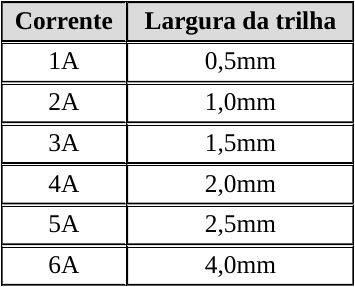 Corrente Largura da trilha
1A 0,5mm
2A 1,0mm
3A 1,5mm
4A 2,0mm
5A 2,5mm
6A 4,0mm